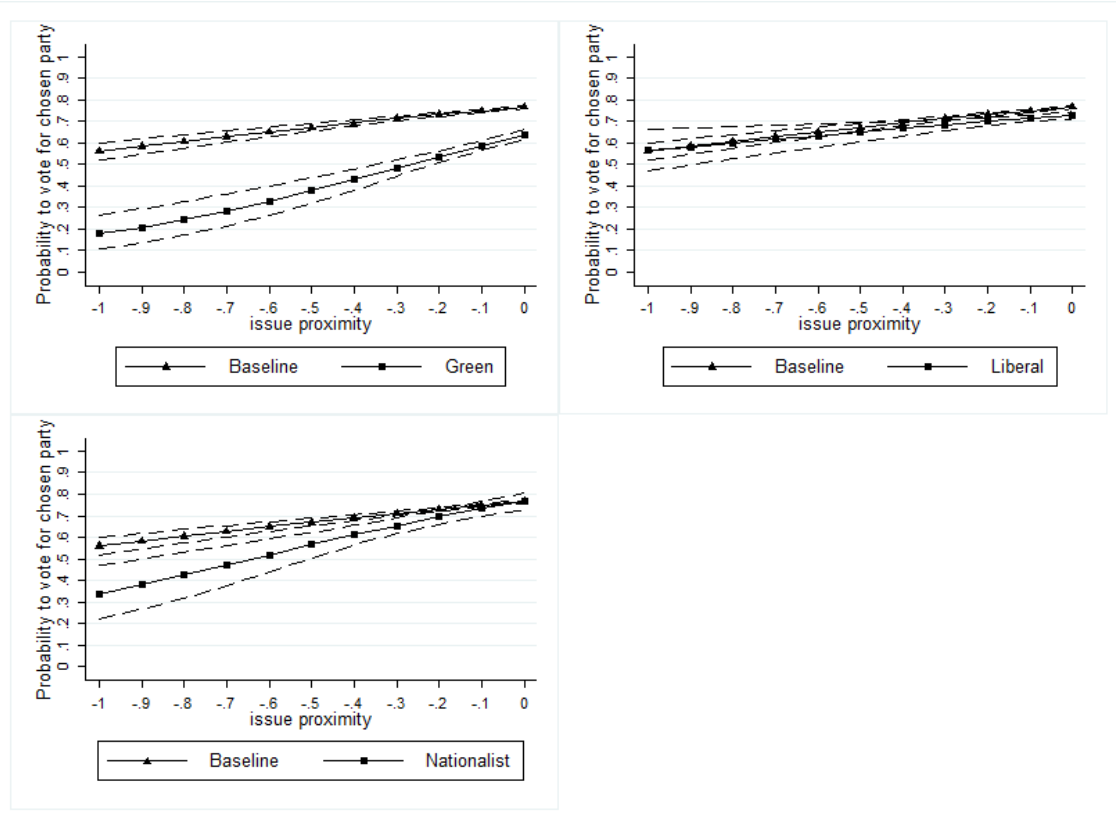 Probability to vote for chosen party
1
.9
.8
.7
.6
.5
.4
.3
.2
.1
0
-1 -.9 -.8 -.7 -.6 -.5 -.4 -.3 -.2 -.1 0
issue proximity
Baseline Green
Probability to vote for chosen party
1
.9
.8
.7
.6
.5
.4
.3
.2
.1
0
-1 -.9 -.8 -.7 -.6 -.5 -.4 -.3 -.2 -.1 0
issue proximity
Baseline Liberal
Probability to vote for chosen party
1
.9
.8
.7
.6
.5
.4
.3
.2
.1
0
-1 -.9 -.8 -.7 -.6 -.5 -.4 -.3 -.2 -.1 0
issue proximity
Baseline Nationalist